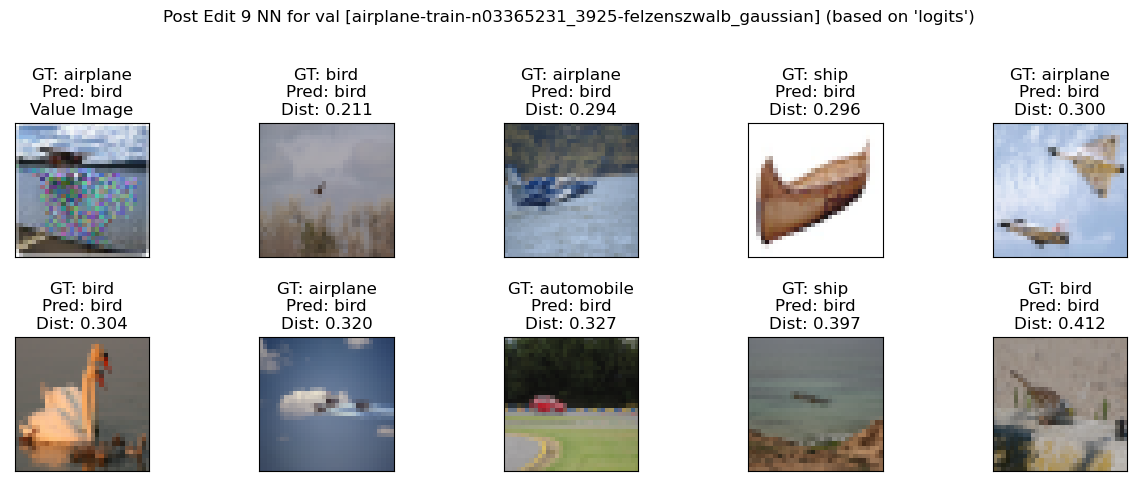 Post Edit 9 NN for val [airplane-train-n03365231_3925-felzenszwalb_gaussian] (based on 'logits')
GT: airplane
Pred: bird
Value Image
GT: bird
Pred: bird
Dist: 0.211
GT: airplane
Pred: bird
Dist: 0.294
GT: ship
Pred: bird
Dist: 0.296
GT: airplane
Pred: bird
Dist: 0.300
GT: bird
Pred: bird
Dist: 0.304
GT: airplane
Pred: bird
Dist: 0.320
GT: automobile
Pred: bird
Dist: 0.327
GT: ship
Pred: bird
Dist: 0.397
GT: bird
Pred: bird
Dist: 0.412